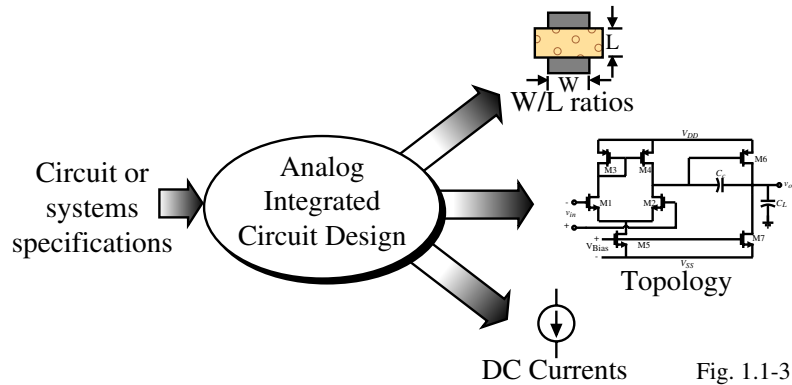 L
W
W/L ratios
Circuit or
systems
specifications
Analog
Integrated
Circuit Design
VDD
M3
M4
M6
Cc
vo
M1
M2
CL
-
vin
+
+
VBias
-
M5
M7
VSS
Topology
DC Currents
Fig. 1.1-3